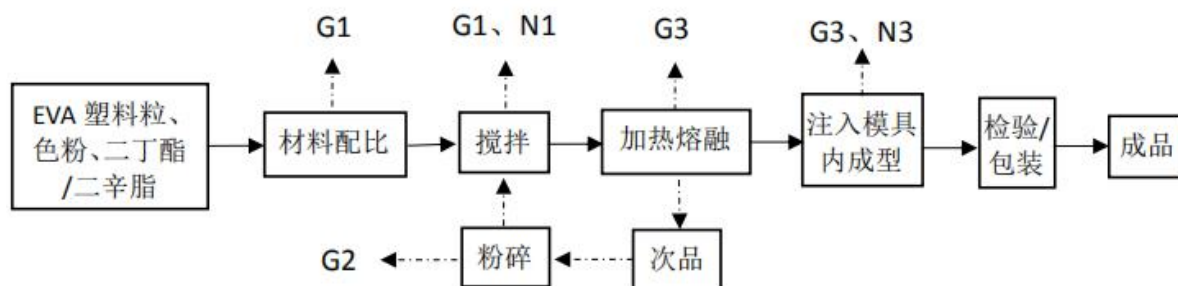 G1
G1、N1
G3
G3、N3
EVA 塑料粒、
色粉、二丁酯
/二辛脂
材料配比
搅拌
加热熔融
注入模具
内成型
检验/
包装
成品
G2
粉碎
次品